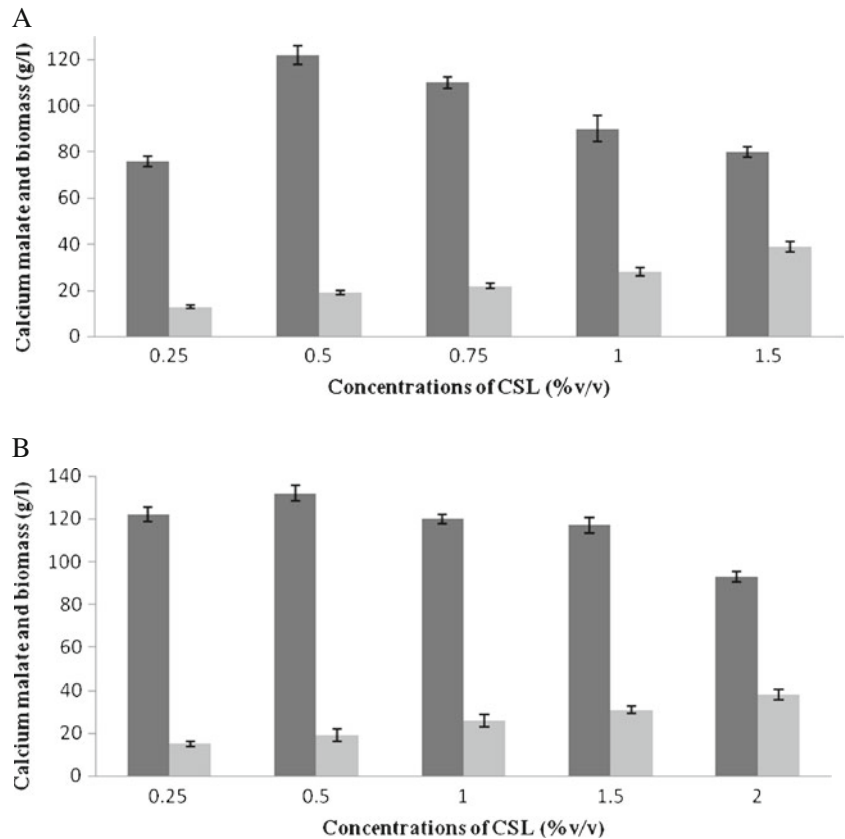 A
Calcium malate and biomass (g/l)
120
100
80
60
40
20
0
0.25 0.5 0.75 1 1.5
Concentrations of CSL (%v/v)
B
Calcium malate and biomass (g/l)
140
120
100
80
60
40
20
0
0.25 0.5 1 1.5 2
Concentrations of CSL (%v/v)